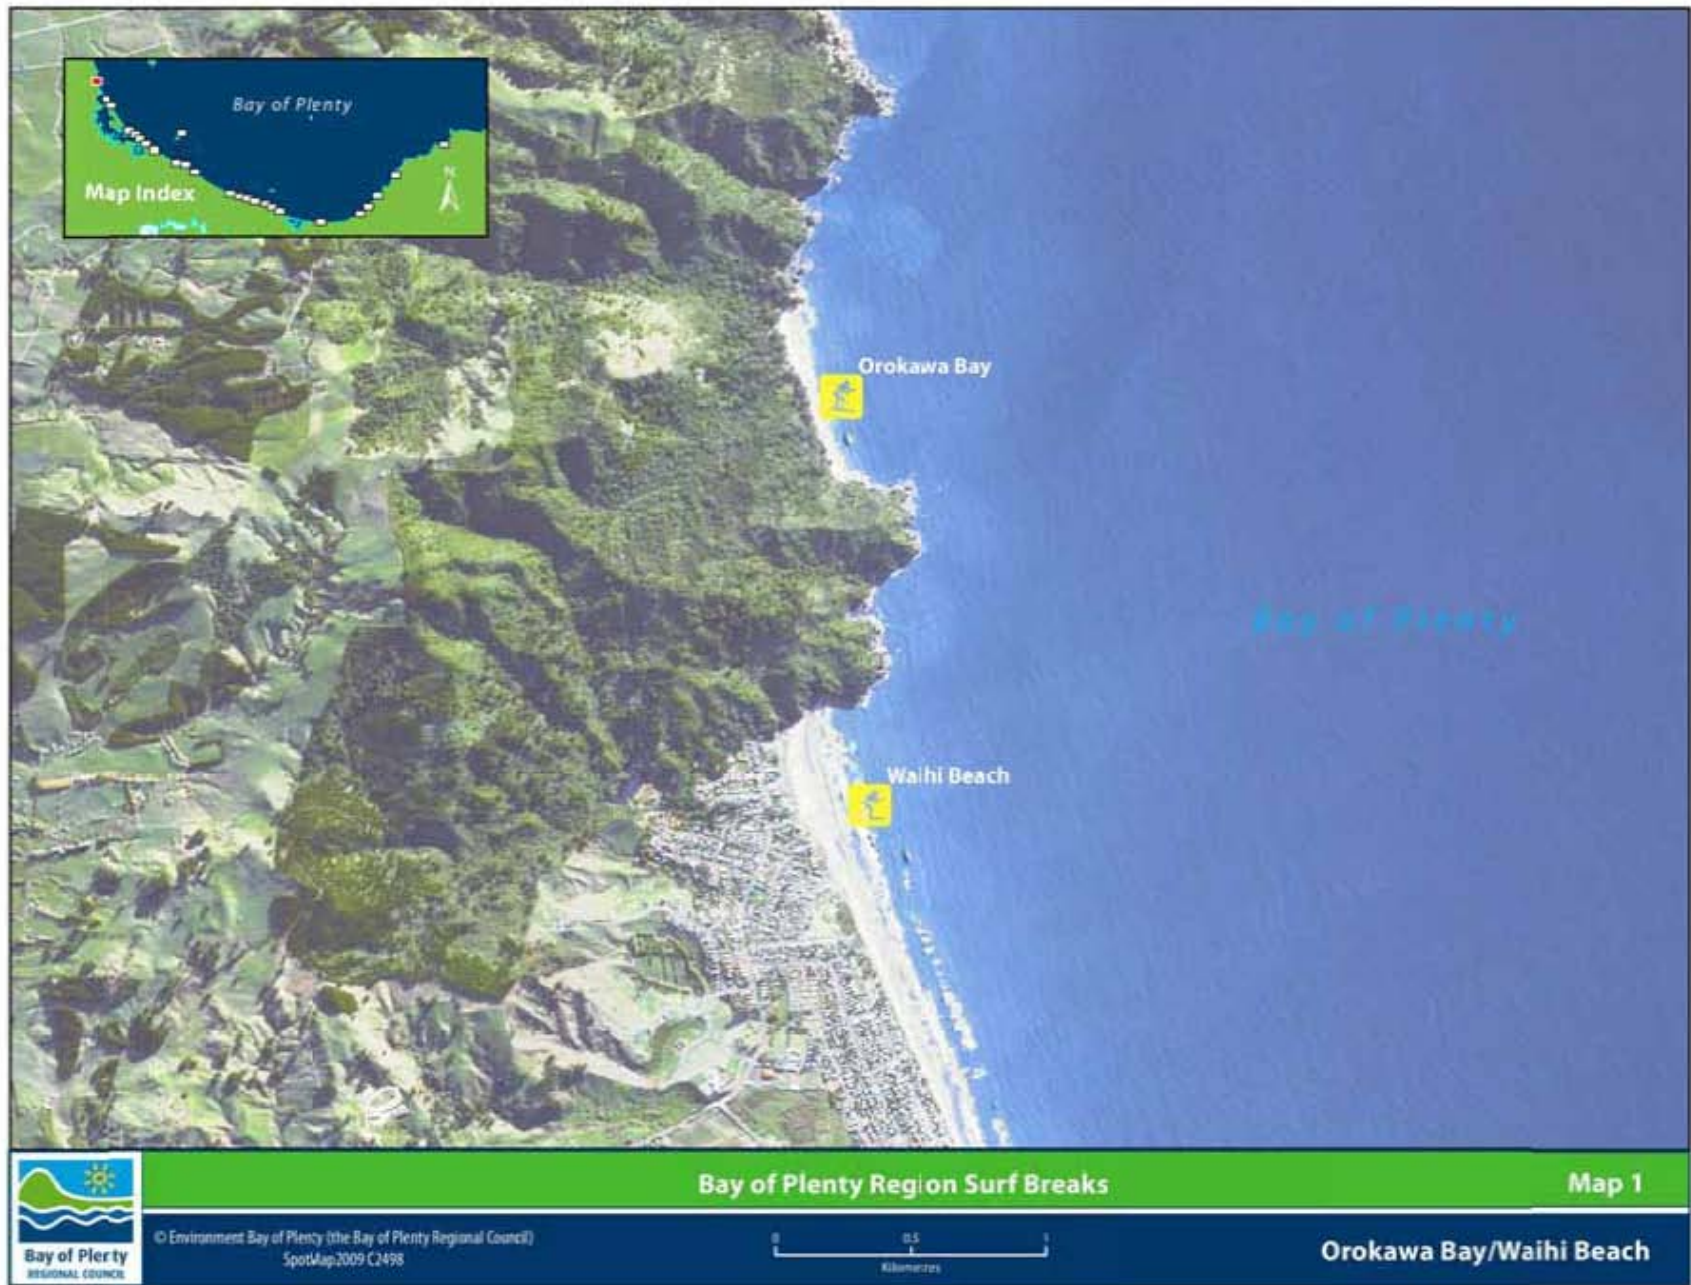 Bay of Plenty
Map Index
N
Orokawa Bay
Bay of Plenty
Waihi Beach
Bay of Plenty Region Surf Breaks
Map 1
Bay of Plenty
REGIONAL COUNCIL
© Environment Bay of Plenty (the Bay of Plenty Regional Council)
SpotMap2009 C2498
0 0.5 1
Kilometres
Orokawa Bay/Waihi Beach